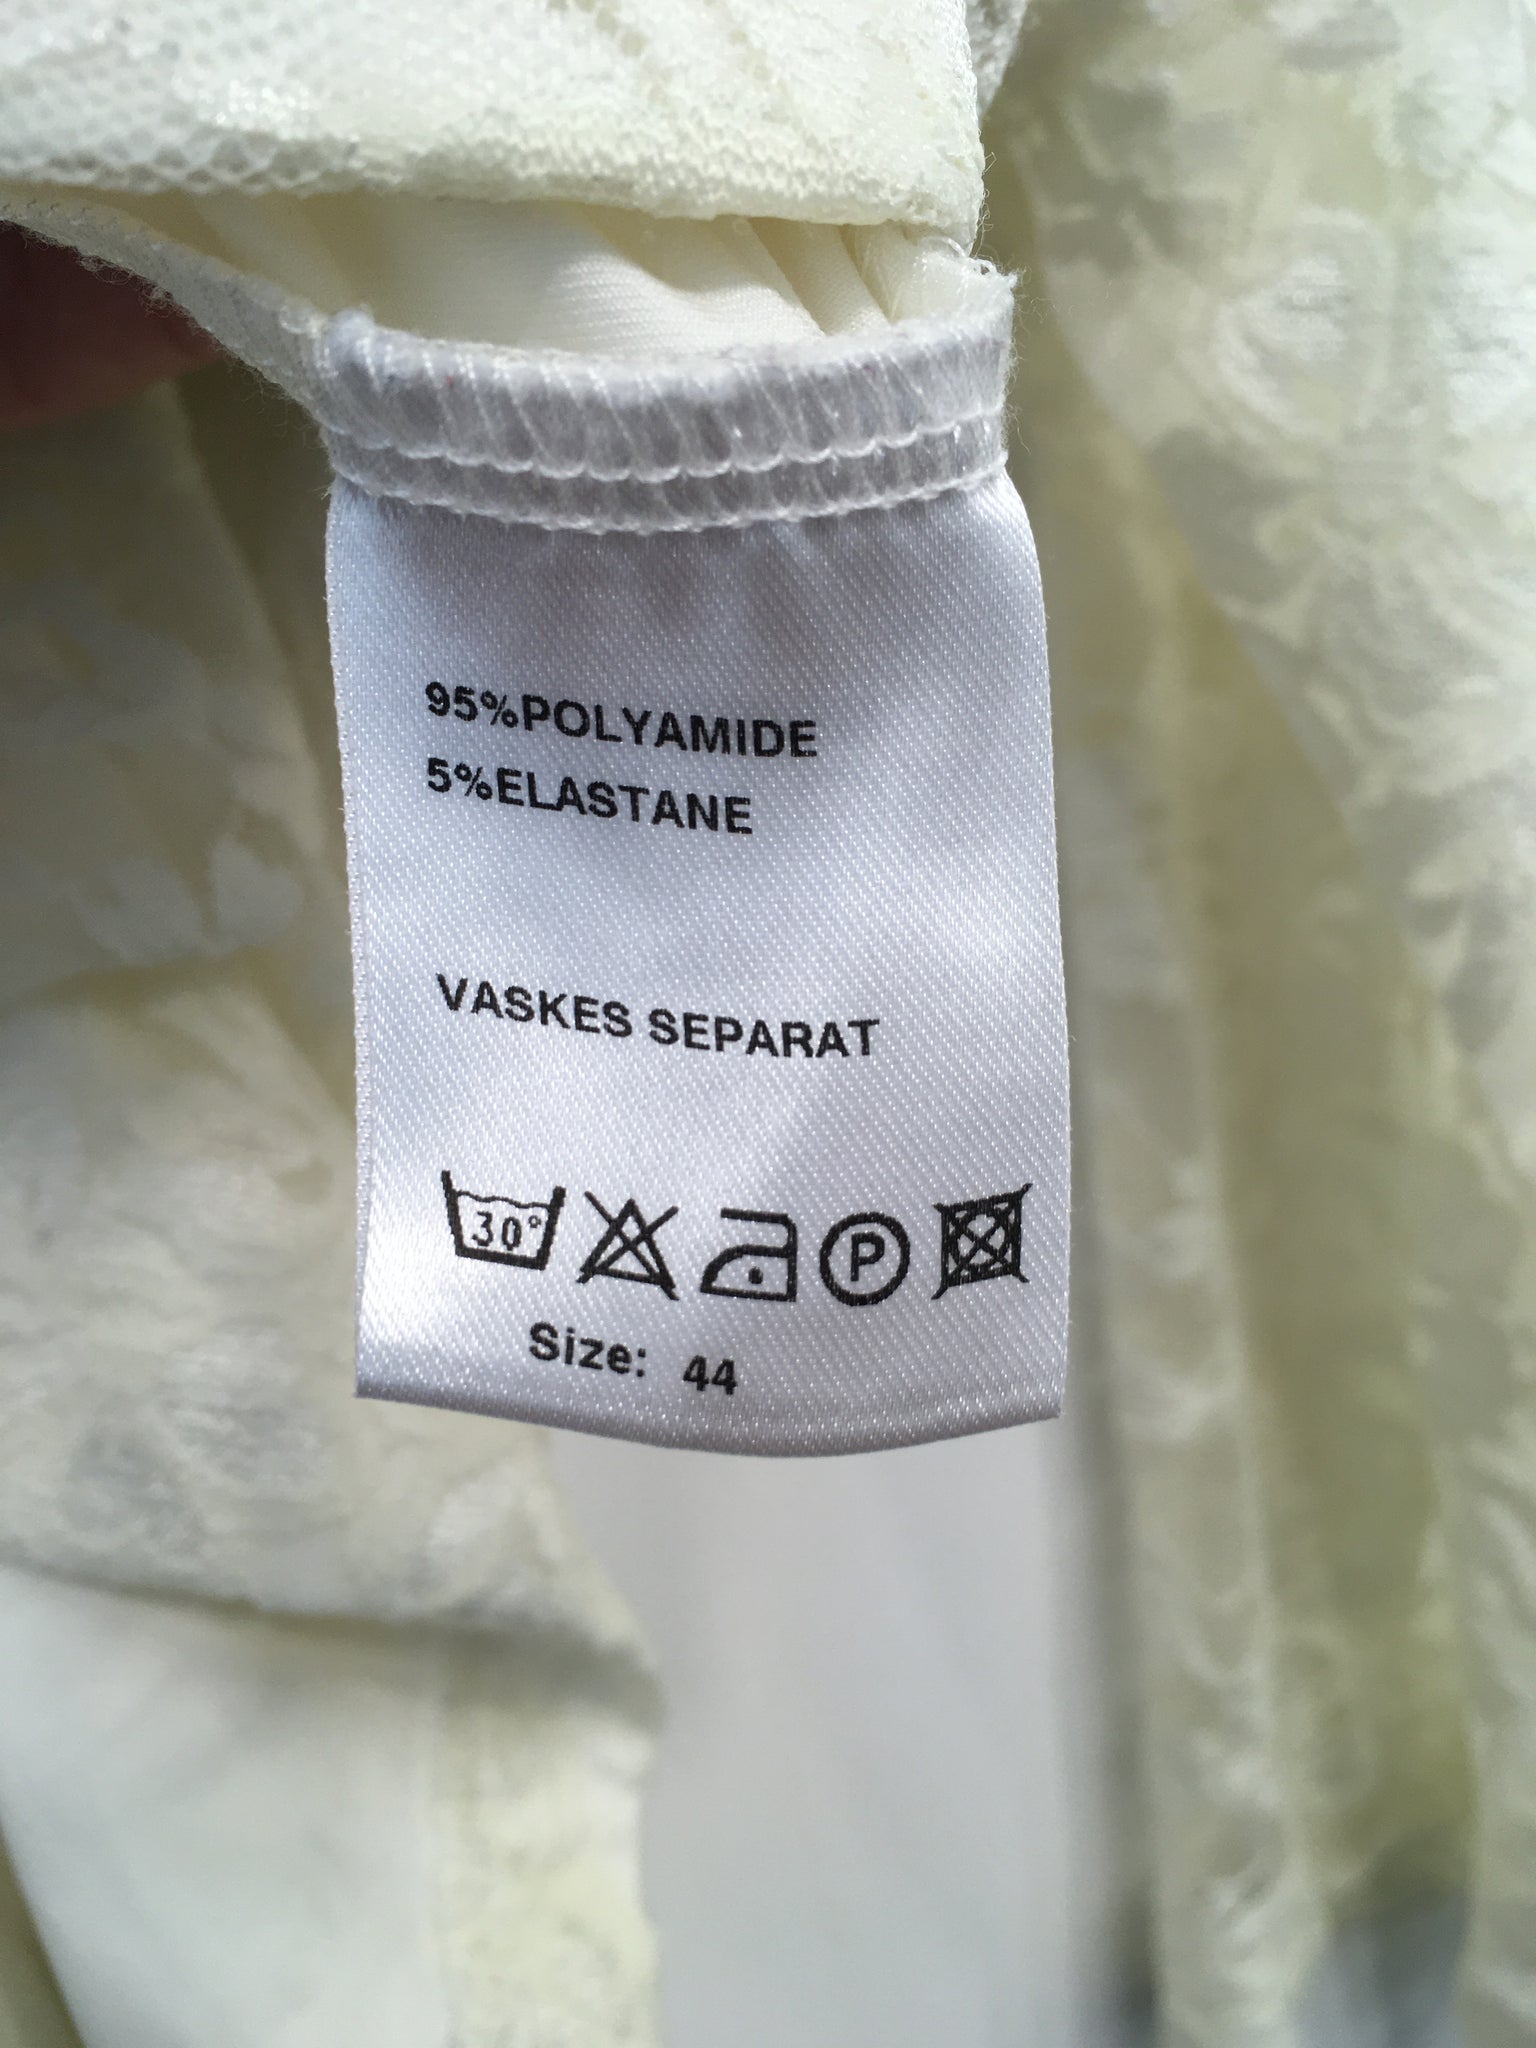 95%POLYAMIDE
5%ELASTANE
VASKES SEPARAT
30°
P
Size: 44